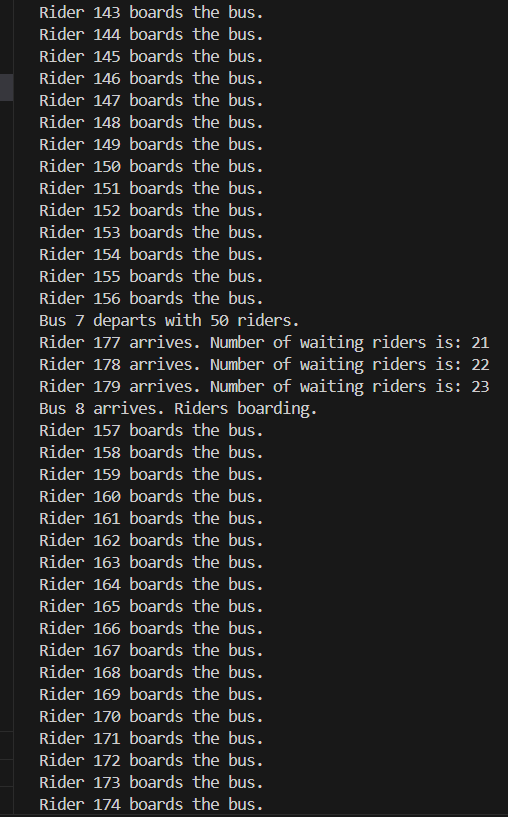 Rider 143 boards the bus.
Rider 144 boards the bus.
Rider 145 boards the bus.
Rider 146 boards the bus.
Rider 147 boards the bus.
Rider 148 boards the bus.
Rider 149 boards the bus.
Rider 150 boards the bus.
Rider 151 boards the bus.
Rider 152 boards the bus.
Rider 153 boards the bus.
Rider 154 boards the bus.
Rider 155 boards the bus.
Rider 156 boards the bus.
Bus 7 departs with 50 riders.
Rider 177 arrives. Number of waiting riders is: 21
Rider 178 arrives. Number of waiting riders is: 22
Rider 179 arrives. Number of waiting riders is: 23
Bus 8 arrives. Riders boarding.
Rider 157 boards the bus.
Rider 158 boards the bus.
Rider 159 boards the bus.
Rider 160 boards the bus.
Rider 161 boards the bus.
Rider 162 boards the bus.
Rider 163 boards the bus.
Rider 164 boards the bus.
Rider 165 boards the bus.
Rider 166 boards the bus.
Rider 167 boards the bus.
Rider 168 boards the bus.
Rider 169 boards the bus.
Rider 170 boards the bus.
Rider 171 boards the bus.
Rider 172 boards the bus.
Rider 173 boards the bus.
Rider 174 boards the bus.